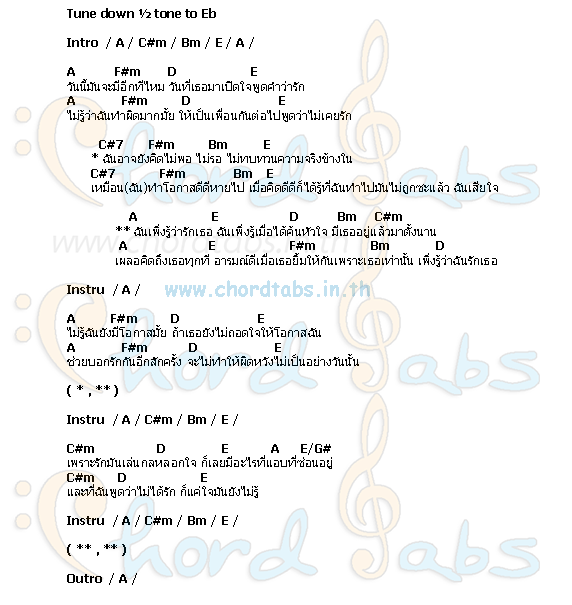 Tune down ½ tone to Eb
Intro / A / C#m / Bm / E / A /
A F#m D E
วันนี้มันจะมีอีกทีไหม วันที่เธอมาเปิดใจพูดคำว่ารัก
A F#m D E
ไม่รู้ว่าฉันทำผิดมากมั้ย ให้เป็นเพื่อนกันต่อไปพูดว่าไม่เคยรัก
C#7 F#m Bm E
* ฉันอาจยังคิดไม่พอ ไม่รอ ไม่ทบทวนความจริงข้างใน
C#7 F#m Bm E
เหมือน(ฉัน)ทำโอกาสดีดีหายไป เมื่อคิดดีดีก็ได้รู้ที่ฉันทำไปมันไม่ถูกซะแล้ว ฉันเสียใจ
A E D Bm C#m
** ฉันเพิ่งรู้ว่ารักเธอ ฉันเพิ่งรู้เมื่อได้ค้นหัวใจ มีเธออยู่แล้วมาตั้งนาน
A E F#m Bm D
เผลอคิดถึงเธอทุกที อารมณ์ดีเมื่อเธอยิ้มให้กันเพราะเธอเท่านั้น เพิ่งรู้ว่าฉันรักเธอ
Instru / A /
www.chordtabs.in.th
A F#m D E
ไม่รู้ฉันยังมีโอกาสมั้ย ถ้าเธอยังไม่ถอดใจให้โอกาสฉัน
A F#m D E
ช่วยบอกรักกันอีกสักครั้ง จะไม่ทำให้ผิดหวังไม่เป็นอย่างวันนั้น
( * , ** )
Instru / A / C#m / Bm / E /
C#m D E A E/G#
เพราะรักมันเล่นกลหลอกใจ ก็เลยมีอะไรที่แอบที่ซ่อนอยู่
C#m D E
และที่ฉันพูดว่าไม่ได้รัก ก็แค่ใจมันยังไม่รู้
Instru / A / C#m / Bm / E /
( ** , ** )
Outro / A /